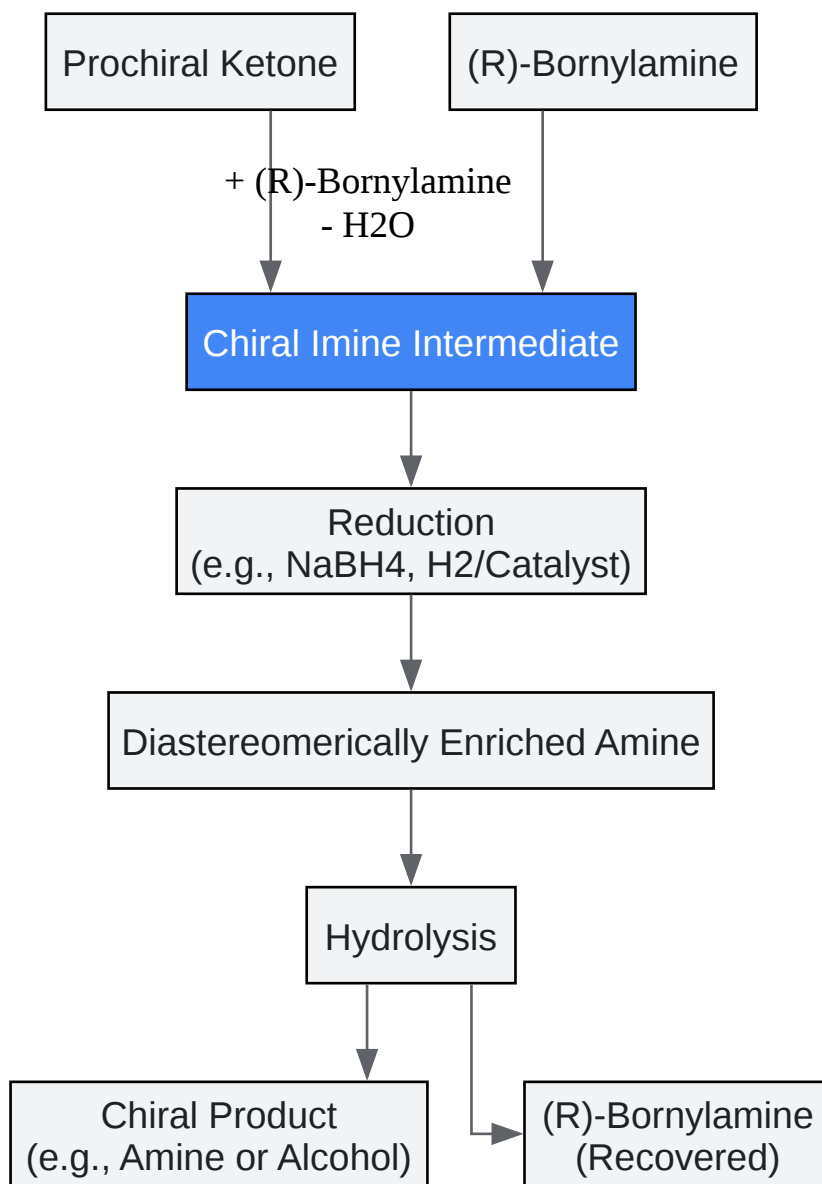 Prochiral Ketone
(R)-Bornylamine
+ (R)-Bornylamine
- H2O
Chiral Imine Intermediate
Reduction
(e.g., NaBH4, H2/Catalyst)
Diastereomerically Enriched Amine
Hydrolysis
Chiral Product
(e.g., Amine or Alcohol)
(R)-Bornylamine
(Recovered)